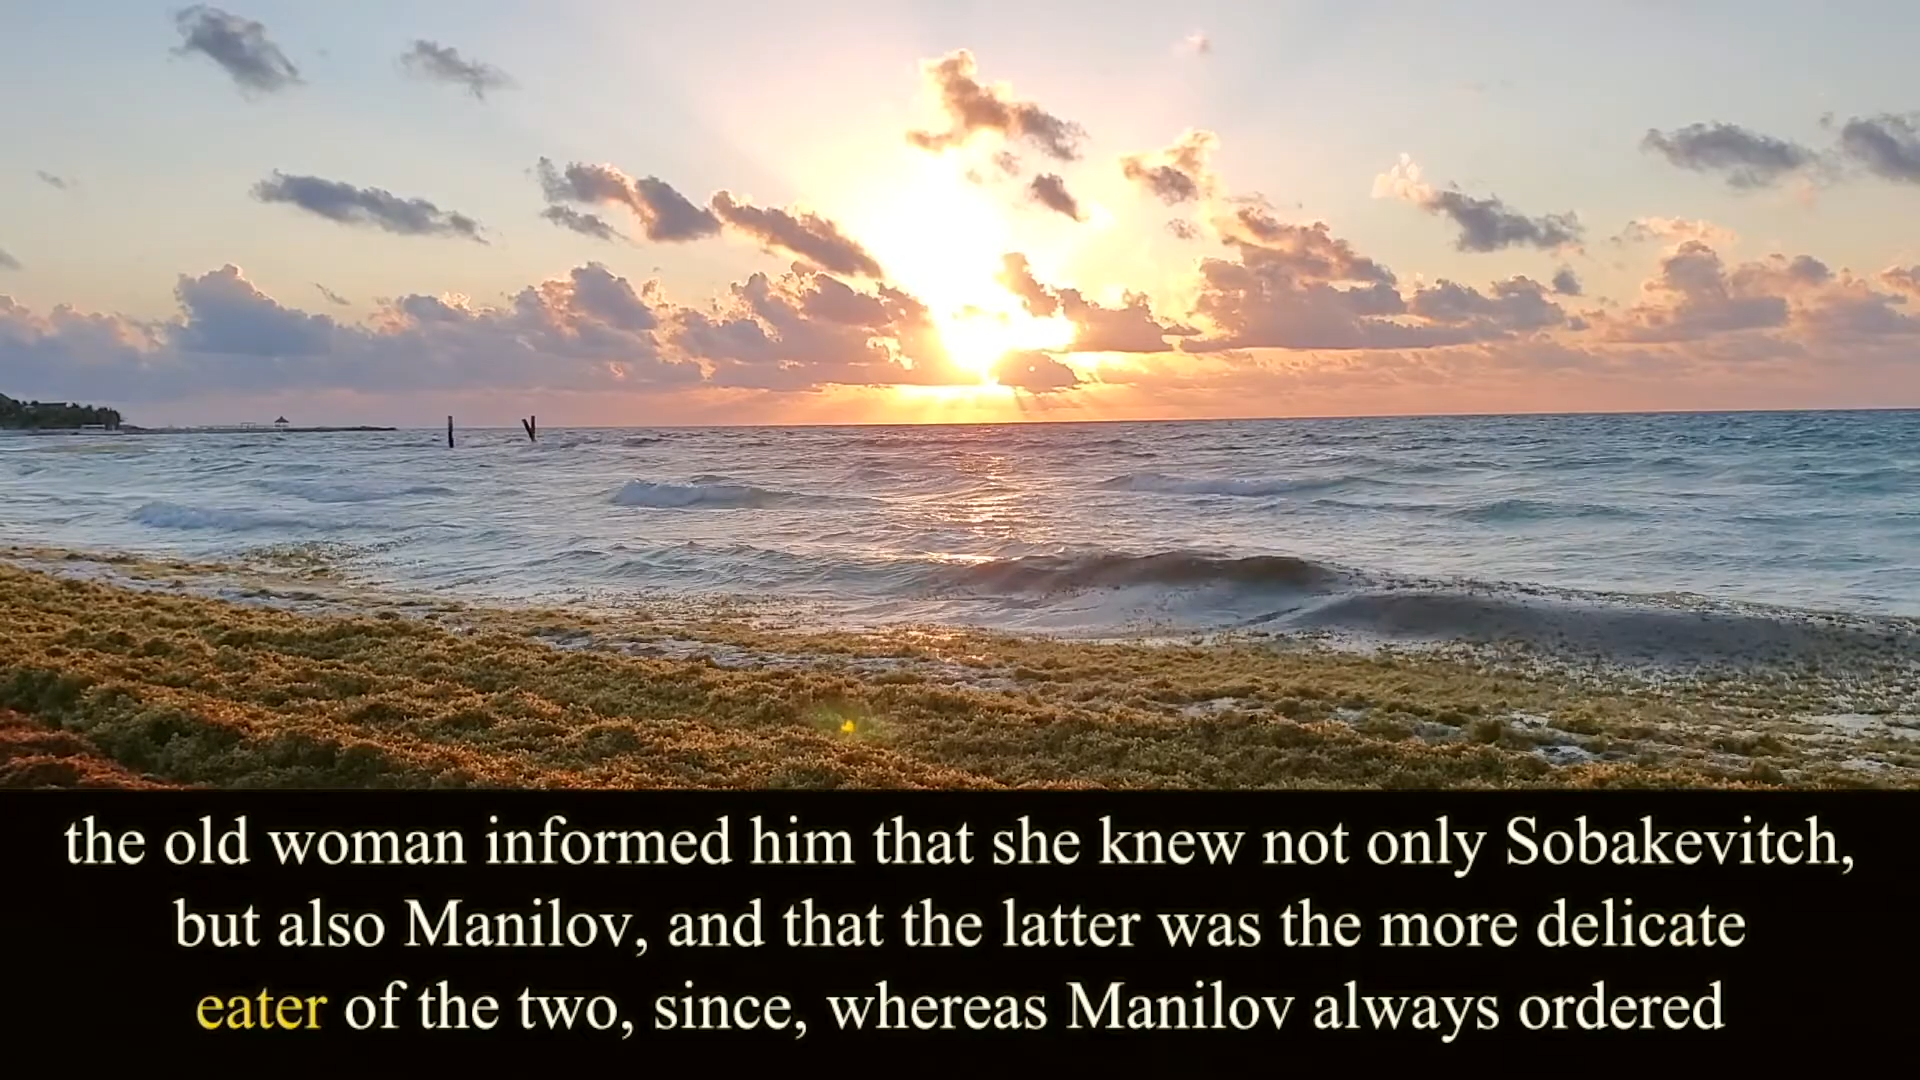 the old woman informed him that she knew not only Sobakevitch,
but also Manilov, and that the latter was the more delicate
eater of the two, since, whereas Manilov always ordered